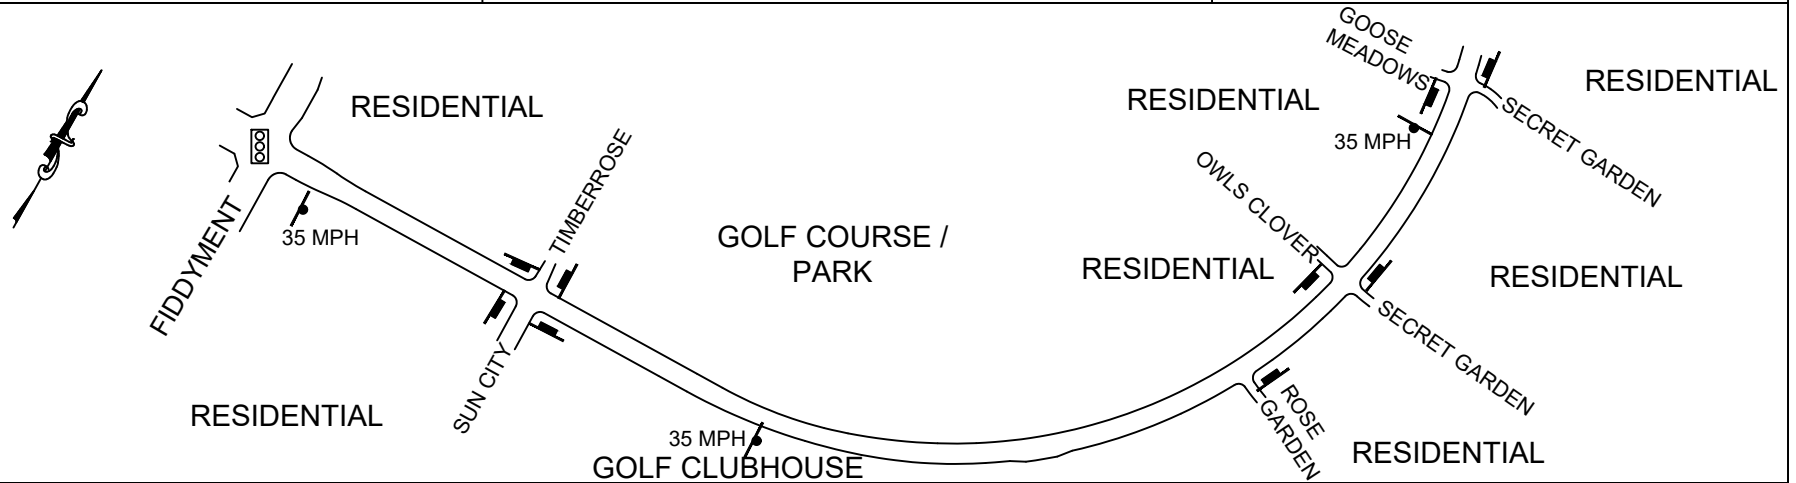 GOOSE
MEADOWS
RESIDENTIAL
RESIDENTIAL
RESIDENTIAL
SECRET GARDEN
35 MPH
TIMBERROSE
OWLS CLOVER
FIDDYMENT
35 MPH
GOLF COURSE /
PARK
RESIDENTIAL
RESIDENTIAL
SECRET GARDEN
SUN CITY
RESIDENTIAL
ROSE
GARDEN
35 MPH
GOLF CLUBHOUSE
RESIDENTIAL